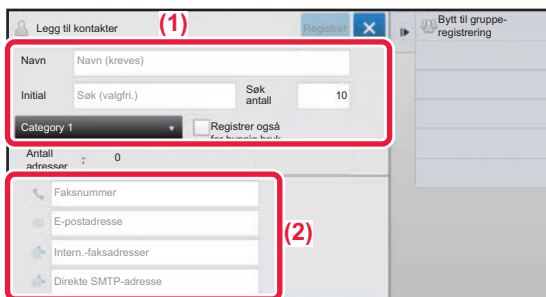 Legg til kontakter
(1)
Registrer
Bytt til gruppe-
registrering
Navn
Navn (kreves)
Initial
Søk (valgfri.)
Søk
antall
10
Category 1
Registrer også
for hyppig bruk
Antall
adresser
:
0
Faksnummer
E-postadresse
(2)
Intern.-faksadresser
Direkte SMTP-adresse